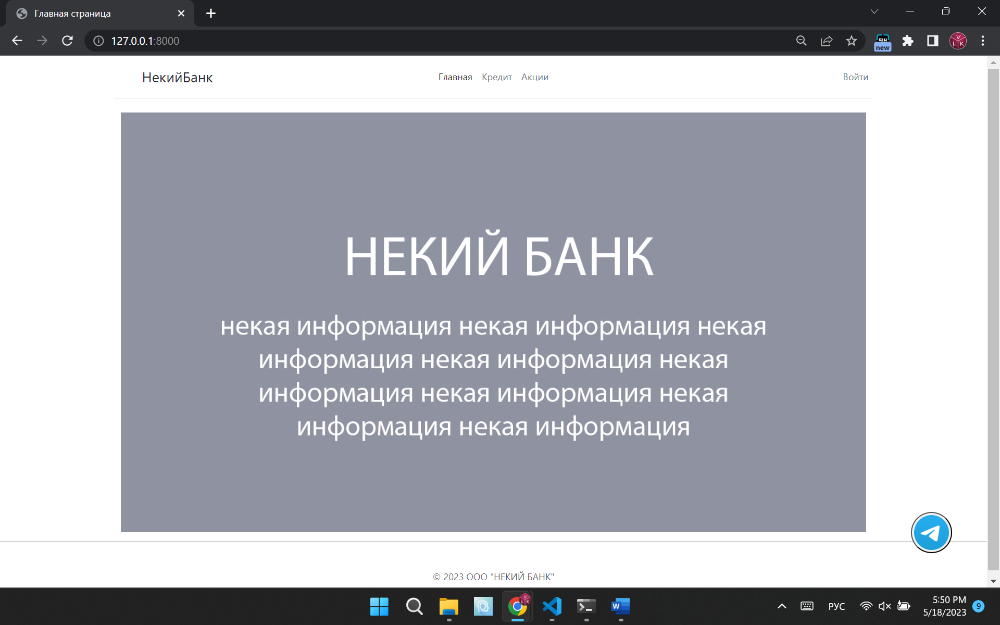 Главная страница
127.0.0.1:8000
new
НекийБанк
Главная Кредит Акции
Войти
НЕКИЙ БАНК
некая информация некая информация некая
информация некая информация некая
информация некая информация некая
информация некая информация
© 2023 ООО "НЕКИЙ БАНК"
РУС
5:50 PM
5/18/2023
9